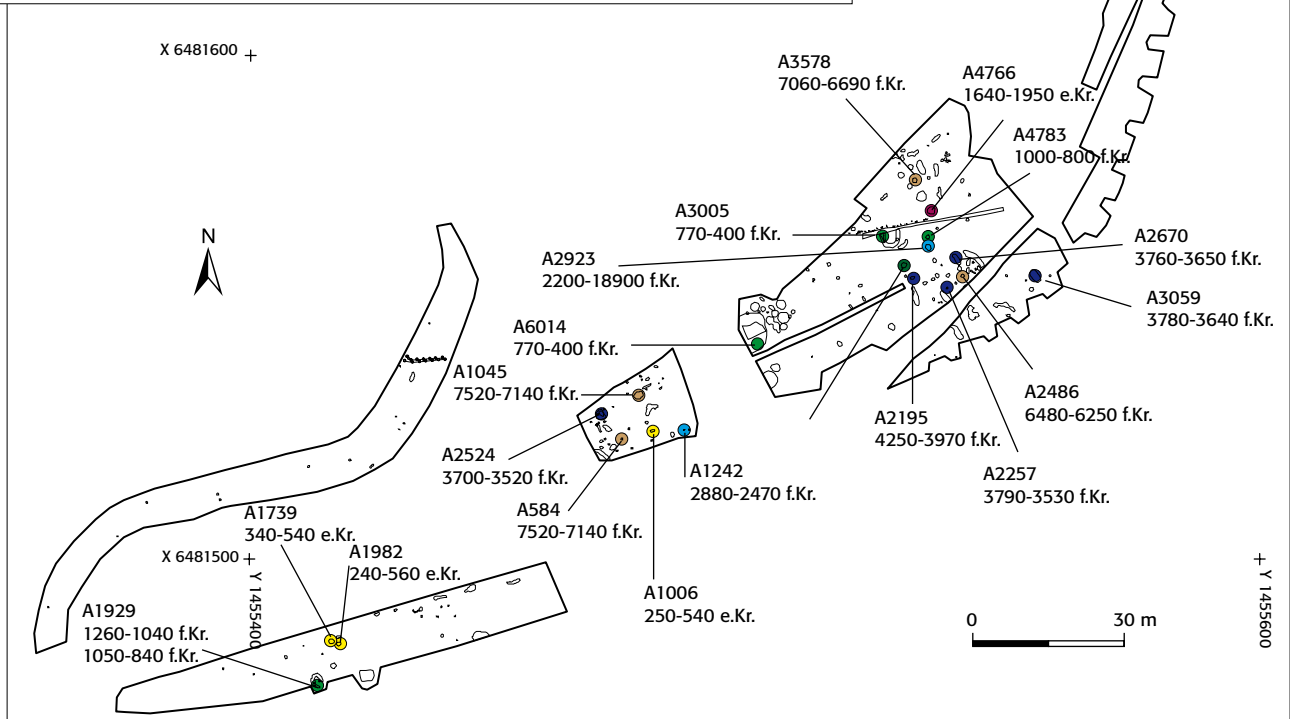 X 6481600
A3578
7060-6690 f.Kr.
A4766
1640-1950 e.Kr.
A4783
1000-800 f.Kr.
A3005
770-400 f.Kr.
N
A2923
2200-18900 f.Kr.
A2670
3760-3650 f.Kr.
A3059
3780-3640 f.Kr.
A6014
770-400 f.Kr.
A1045
7520-7140 f.Kr.
A2486
6480-6250 f.Kr.
A2195
4250-3970 f.Kr.
A2524
3700-3520 f.Kr.
A1242
2880-2470 f.Kr.
A2257
3790-3530 f.Kr.
A584
7520-7140 f.Kr.
A1739
340-540 e.Kr.
X 6481500
A1982
240-560 e.Kr.
Y 1455400
A1006
250-540 e.Kr.
Y 1455600
A1929
1260-1040 f.Kr.
1050-840 f.Kr.
0 30 m